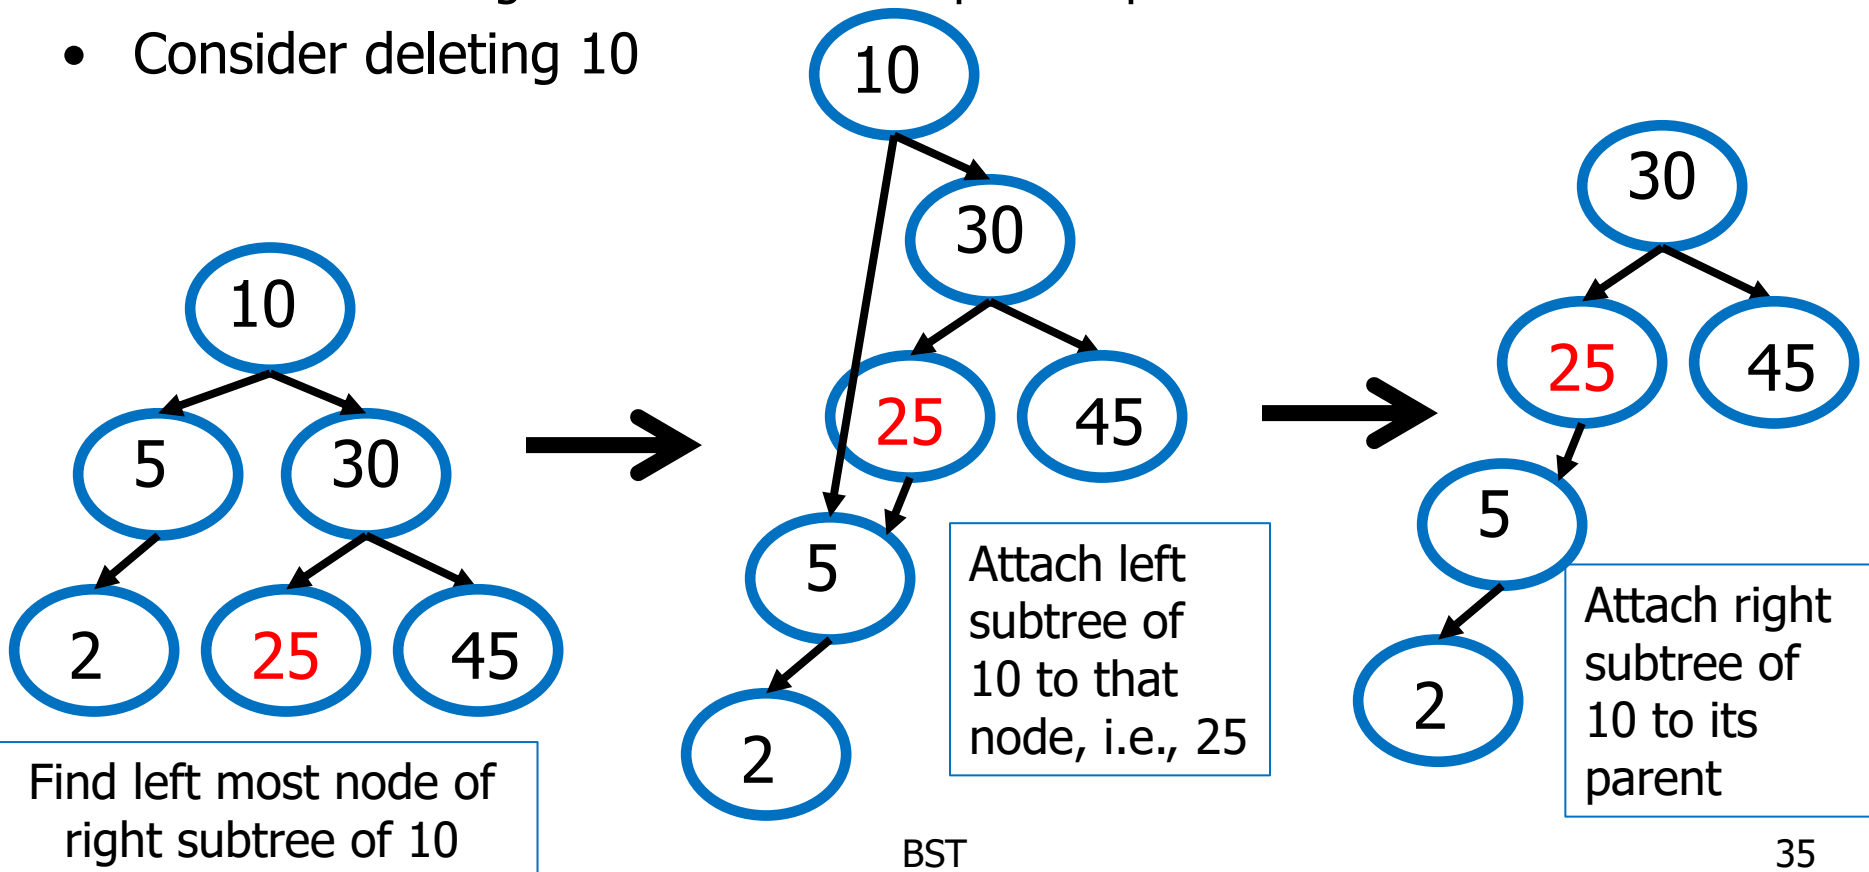 • Consider deleting 10
10
5
30
2
25
45
Find left most node of
right subtree of 10
10
30
25
45
5
2
Attach left
subtree of
10 to that
node, i.e., 25
30
25
45
5
2
Attach right
subtree of
10 to its
parent
BST
35